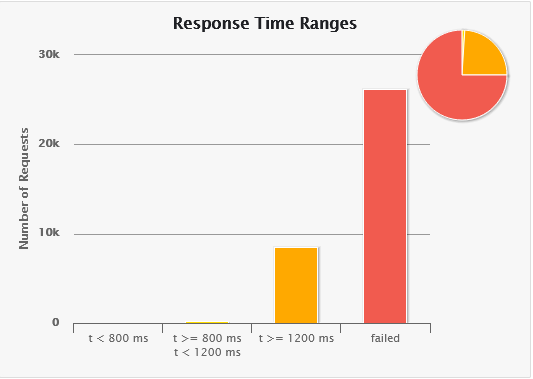 Response Time Ranges
30k
20k
10k
0
Number of Requests
t < 800 ms
t >= 800 ms
t < 1200 ms
t >= 1200 ms
failed